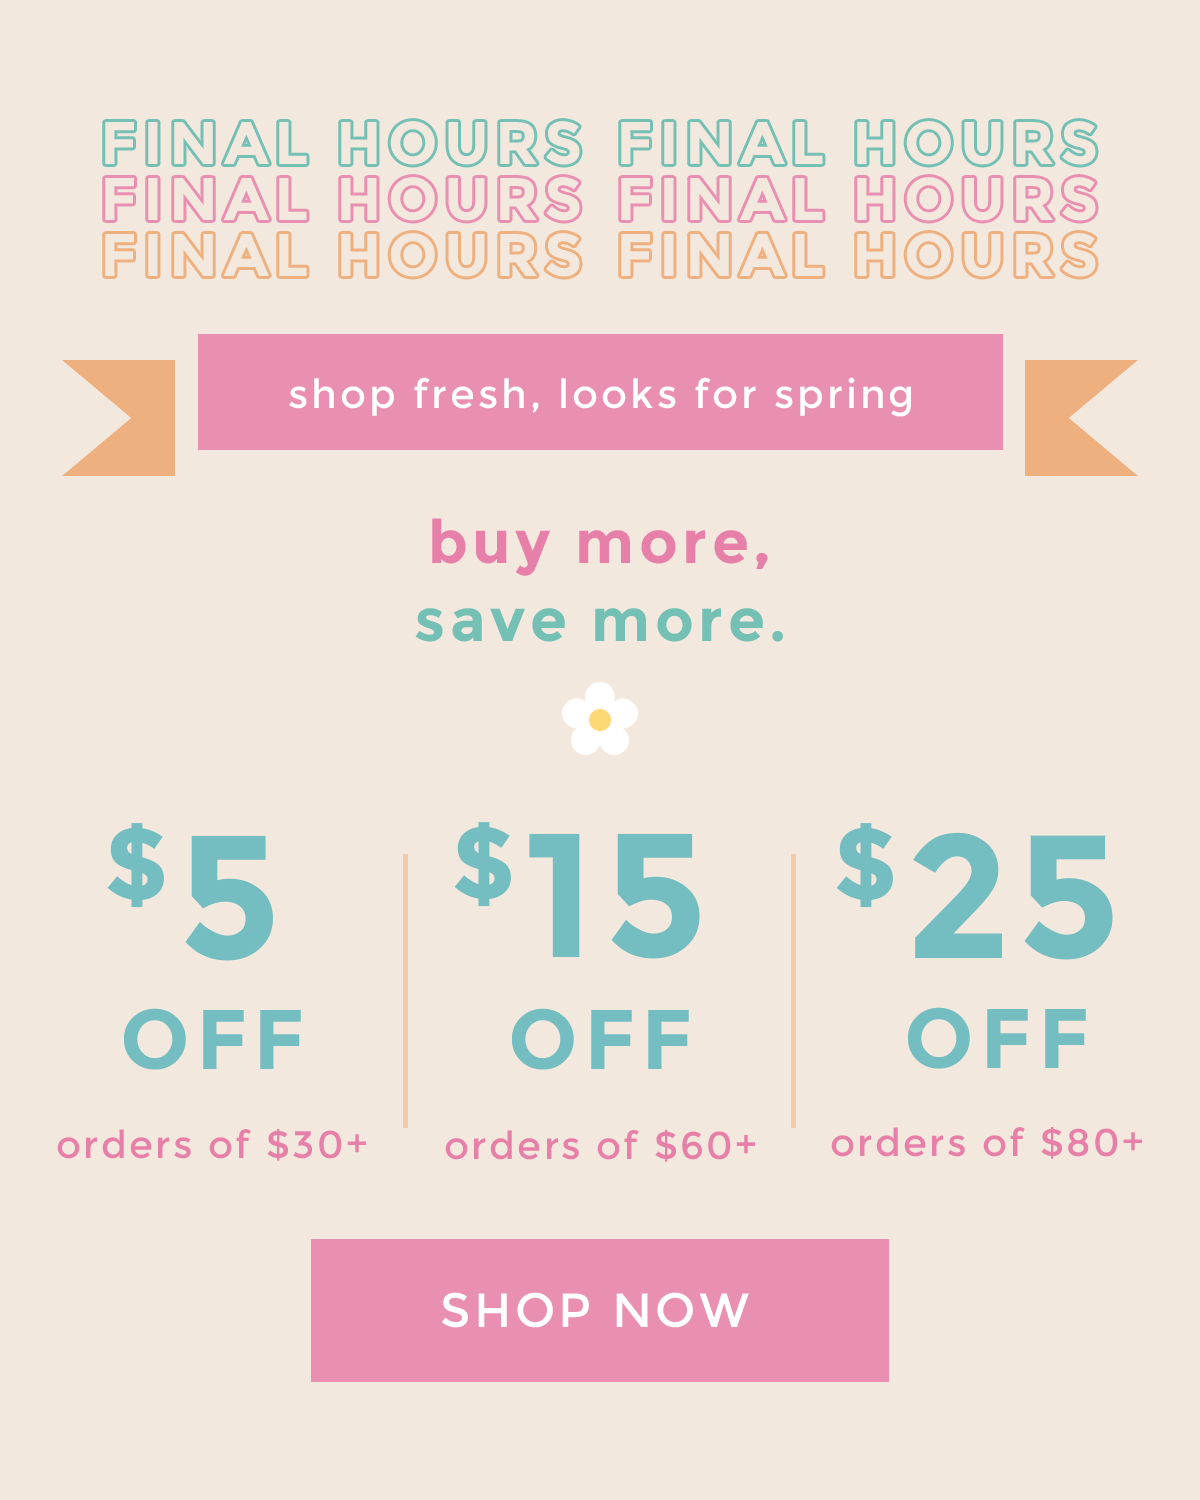 FINAL HOURS FINAL HOURS
FINAL HOURS FINAL HOURS
FINAL HOURS FINAL HOURS
shop fresh, looks for spring
buy more,
save more.
$5
OFF
orders of $30+
$15
OFF
orders of $60+
$25
OFF
orders of $80+
SHOP NOW